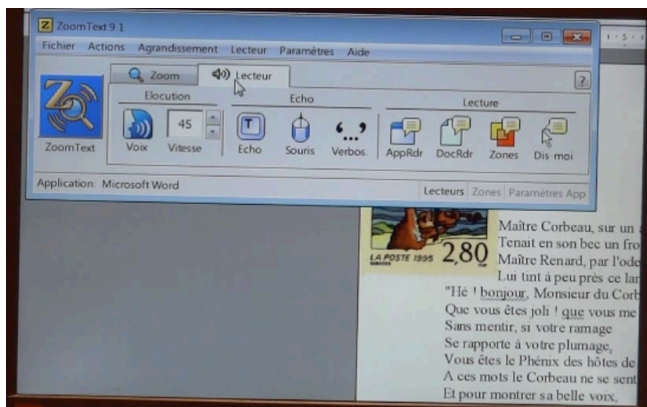 ZoomText 9.1
Fichier Actions Agrandissement Lecteur Paramètres Aide
Zoom Lecteur
?
Elocution Echo Lecture
45
T
ZoomText Voix Vitesse Echo Souris Verbos. AppRdr DocRdr Zones Dis-moi
Application: Microsoft Word
Lecteurs Zones Paramètres App
1 · 5 · 1
LA POSTE 1995 2,80
Maître Corbeau, sur un
Tenait en son bec un fro
Maître Renard, par l'ode
Lui tint à peu près ce lan
"Hé ! bonjour, Monsieur du Corb
Que vous êtes joli ! que vous me
Sans mentir, si votre ramage
Se rapporte à votre plumage,
Vous êtes le Phénix des hôtes de
A ces mots le Corbeau ne se sent
Et pour montrer sa belle voix,